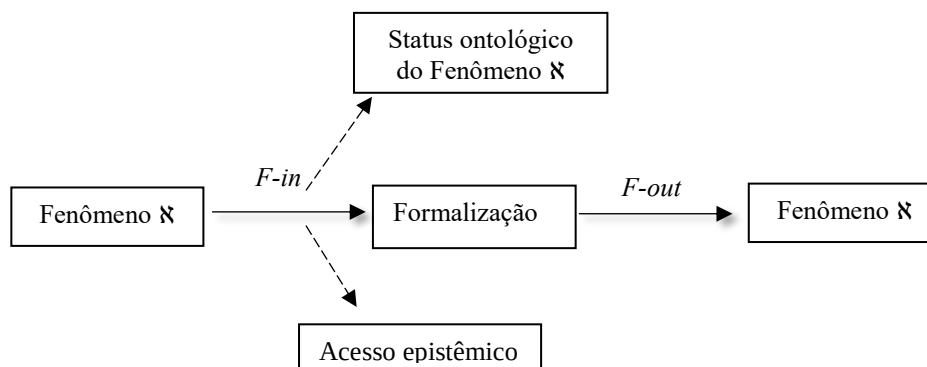 Status ontológico
do Fenômeno ℵ
F-in
F-out
Fenômeno ℵ
Formalização
Fenômeno ℵ
Acesso epistêmico